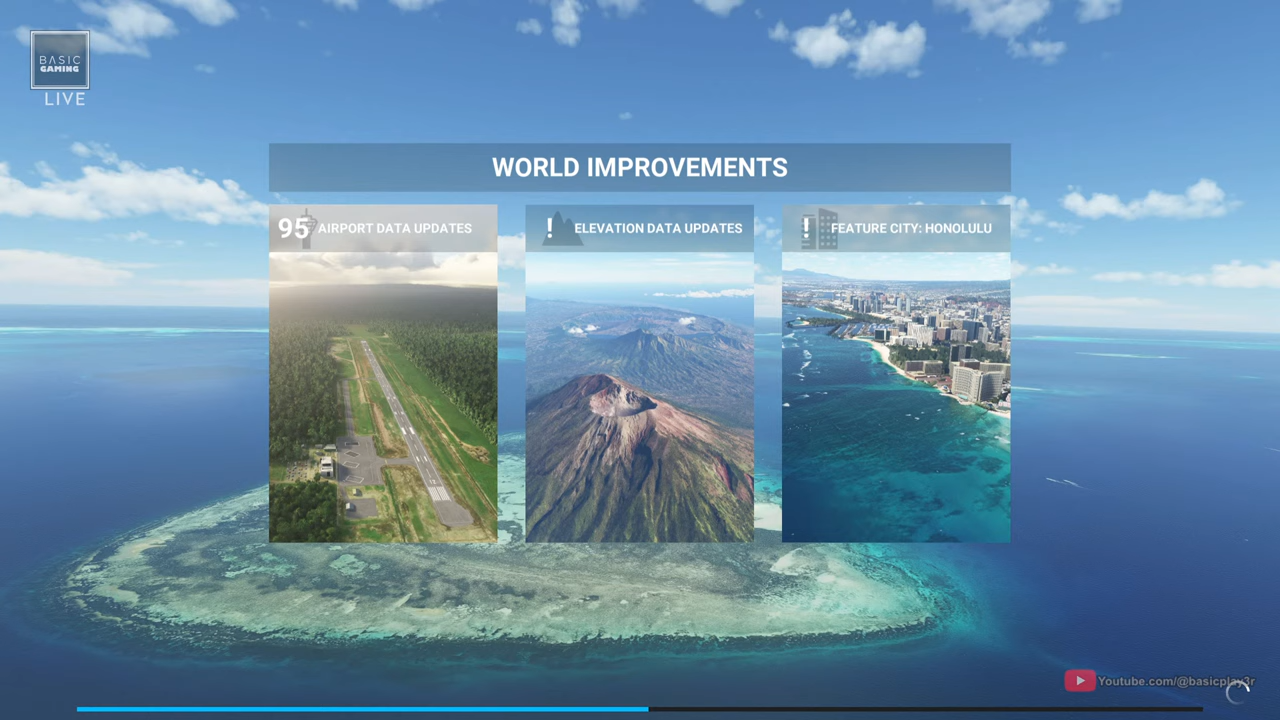 BASIC
GAMING
LIVE
WORLD IMPROVEMENTS
95 AIRPORT DATA UPDATES
! ELEVATION DATA UPDATES
! FEATURE CITY: HONOLULU
Youtube.com/@basicplay3r